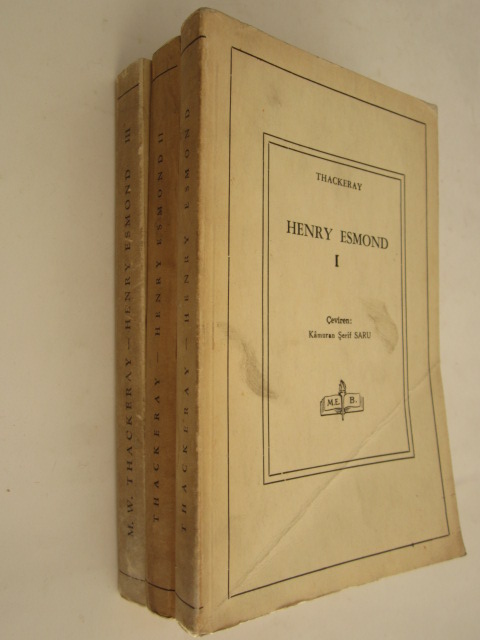 THACKERAY
HENRY ESMOND
I
Çeviren:
Kâmuran Şerif SARU
M.E. B.
THACKERAY — HENRY ESMOND
THACKERAY — HENRY ESMOND II
M. W. THACKERAY — HENRY ESMOND III